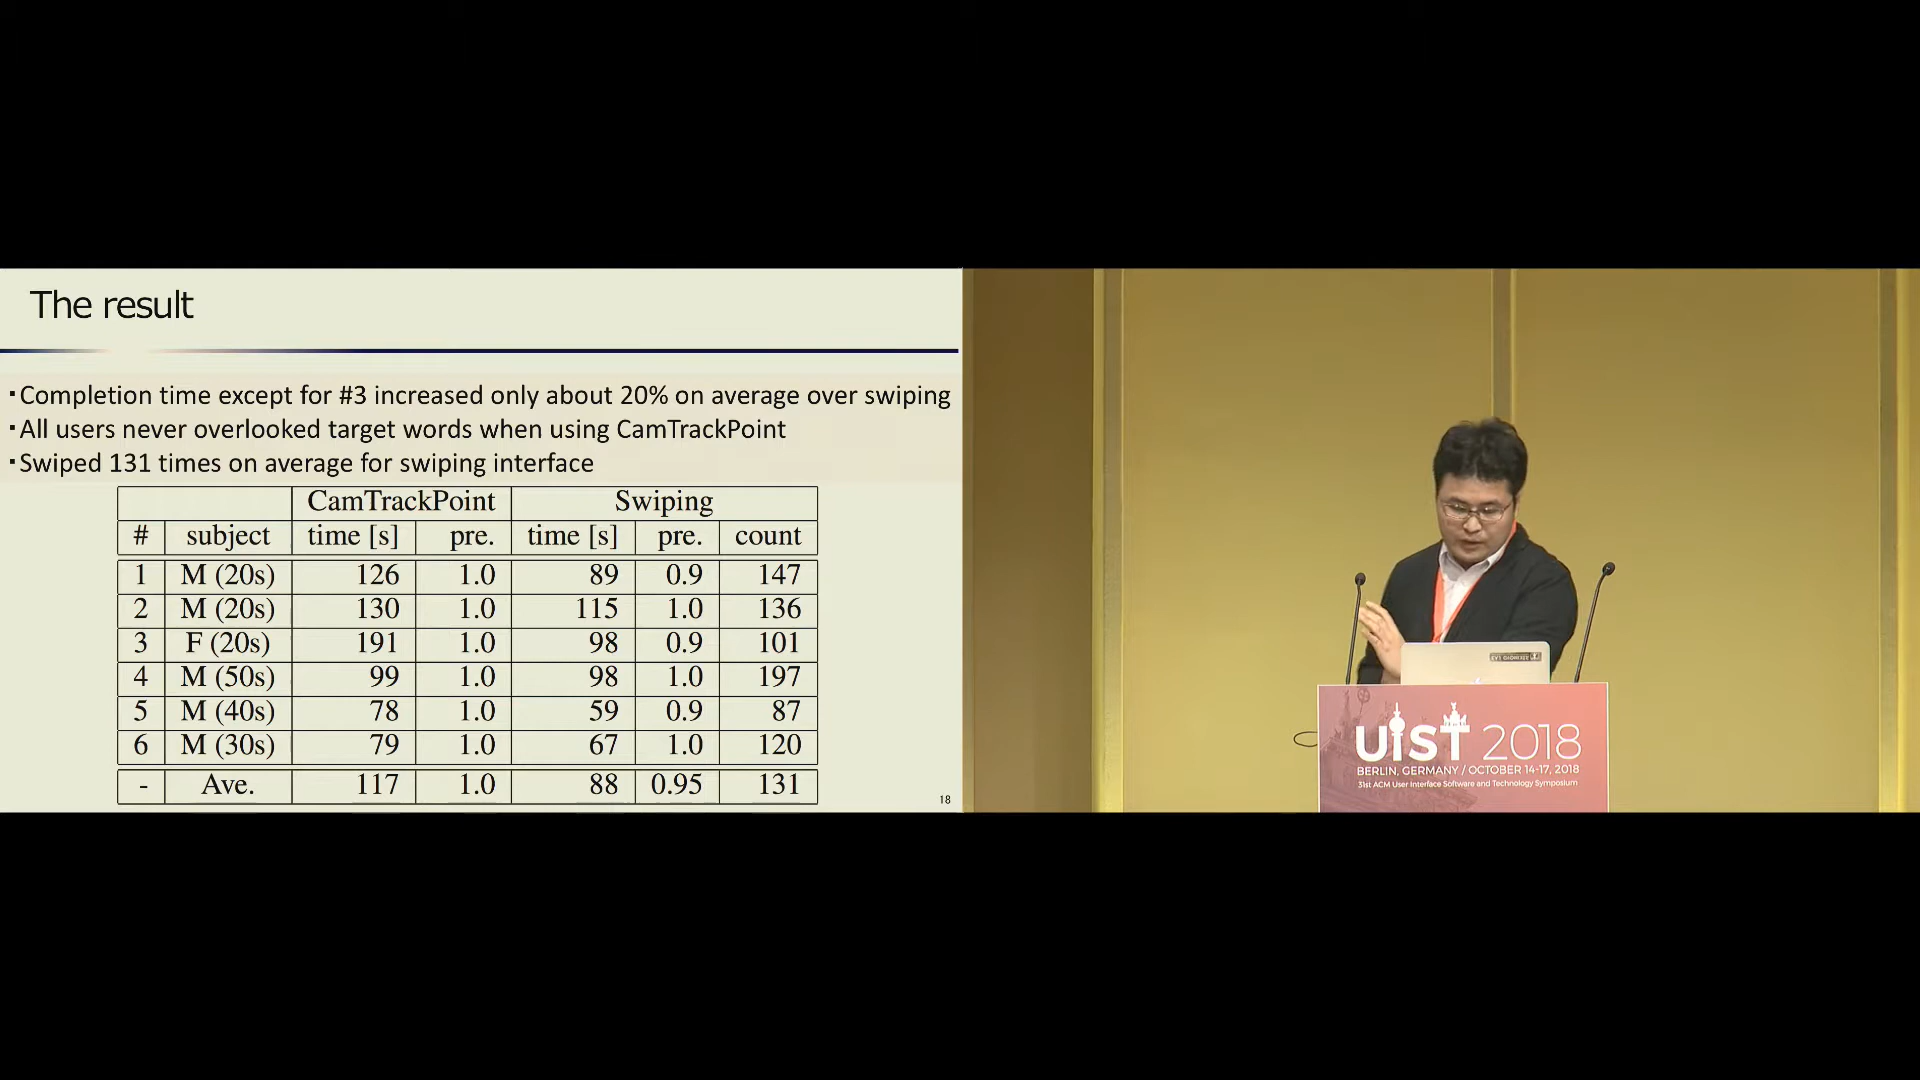 The result
▪Completion time except for #3 increased only about 20% on average over swiping
▪All users never overlooked target words when using CamTrackPoint
▪Swiped 131 times on average for swiping interface
CamTrackPoint Swiping
# subject time [s] pre. time [s] pre. count
1 M (20s) 126 1.0 89 0.9 147
2 M (20s) 130 1.0 115 1.0 136
3 F (20s) 191 1.0 98 0.9 101
4 M (50s) 99 1.0 98 1.0 197
5 M (40s) 78 1.0 59 0.9 87
6 M (30s) 79 1.0 67 1.0 120
- Ave. 117 1.0 88 0.95 131
18
UIST 2018
BERLIN, GERMANY / OCTOBER 14-17, 2018
31st ACM User Interface Software and Technology Symposium